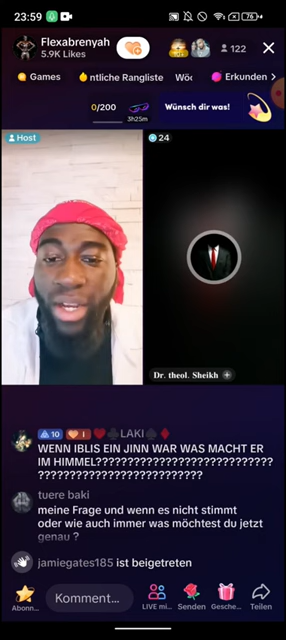 23:59
76
Flexabrenyah
5.9K Likes
122
Games
ntliche Rangliste
Erkunden
0/200
3h25m
Wünsch dir was!
Host
24
Dr. theol. Sheikh
10
I
LAKI
WENN IBLIS EIN JINN WAR WAS MACHT ER
IM HIMMEL???????????????????????????
??????????????????????????
tuere baki
meine Frage und wenn es nicht stimmt
oder wie auch immer was möchtest du jetzt
genau ?
jamiegates185 ist beigetreten
Abonn...
Komment...
LIVE mi...
Senden
Gesche...
Teilen